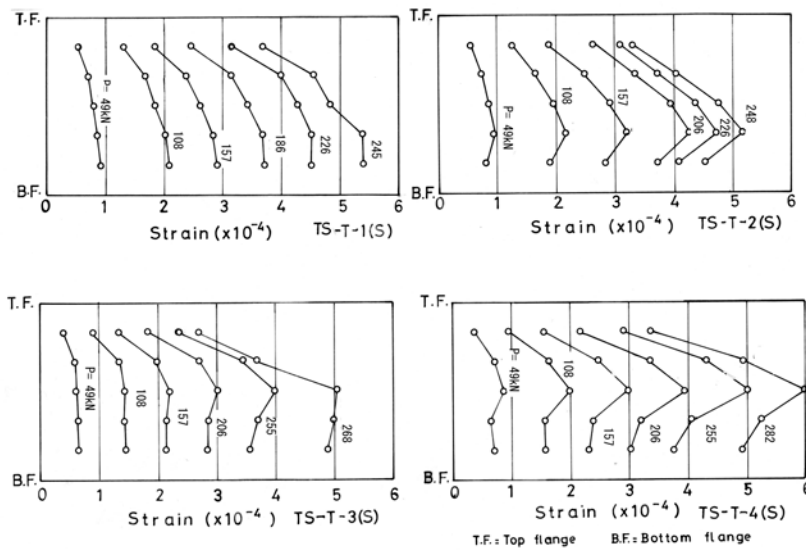 T.F.
P= 49kN
108
157
186
226
245
B.F.
0 1 2 3 4 5 6
Strain (x10⁻⁴) TS-T-1(S)
T.F.
P= 49kN
108
157
206
226
248
B.F.
0 1 2 3 4 5 6
Strain (x10⁻⁴) TS-T-2(S)
T.F.
P= 49kN
108
157
206
255
268
B.F.
0 1 2 3 4 5 6
Strain (x10⁻⁴) TS-T-3(S)
T.F.
P= 49kN
108
157
206
255
282
B.F.
0 1 2 3 4 5 6
Strain (x10⁻⁴) TS-T-4(S)
T.F.= Top flange B.F.= Bottom flange